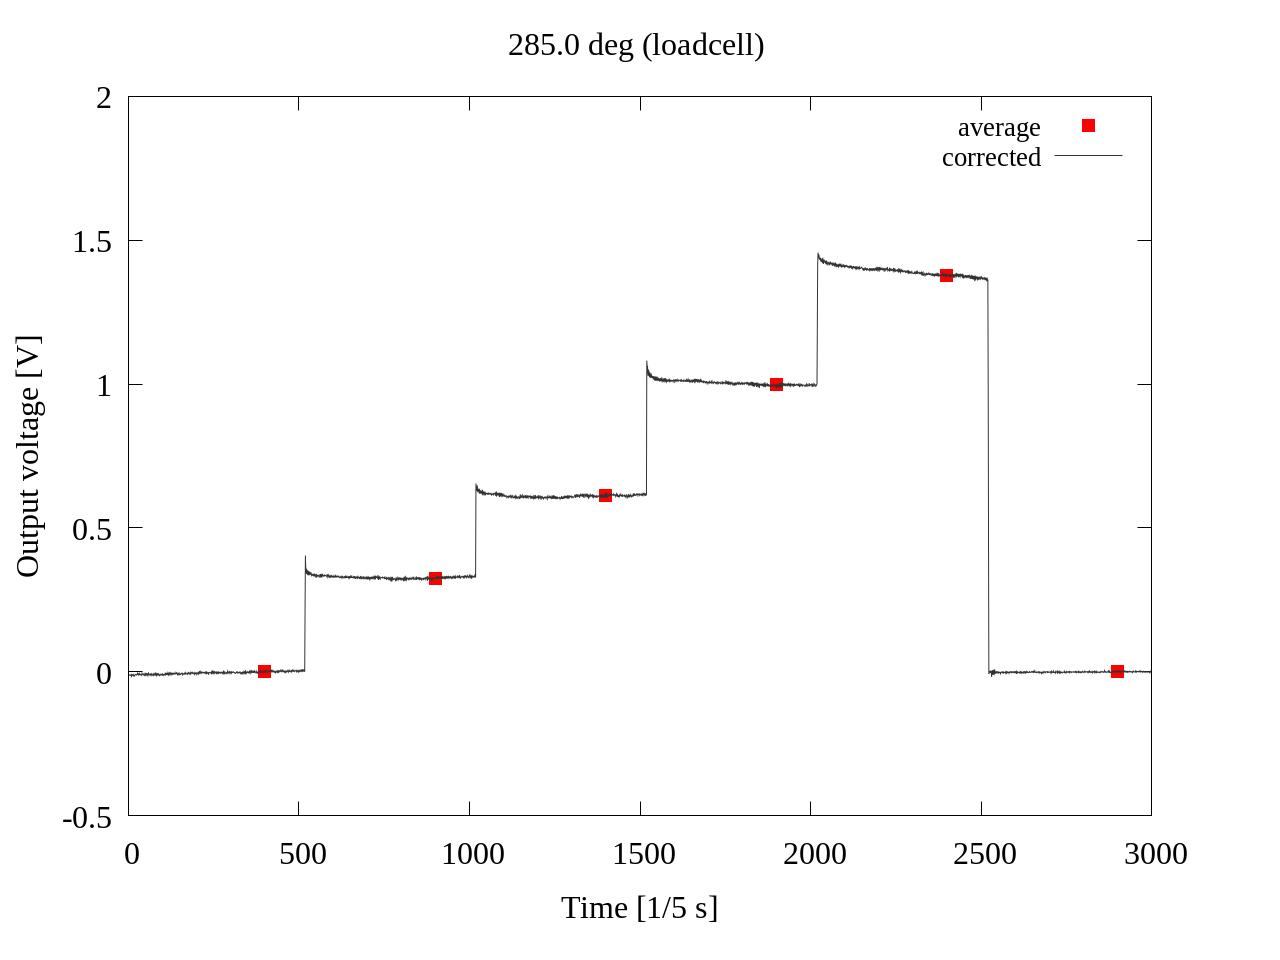 285.0 deg (loadcell)
average
corrected
2
1.5
1
0.5
0
-0.5
Output voltage [V]
0 500 1000 1500 2000 2500 3000
Time [1/5 s]